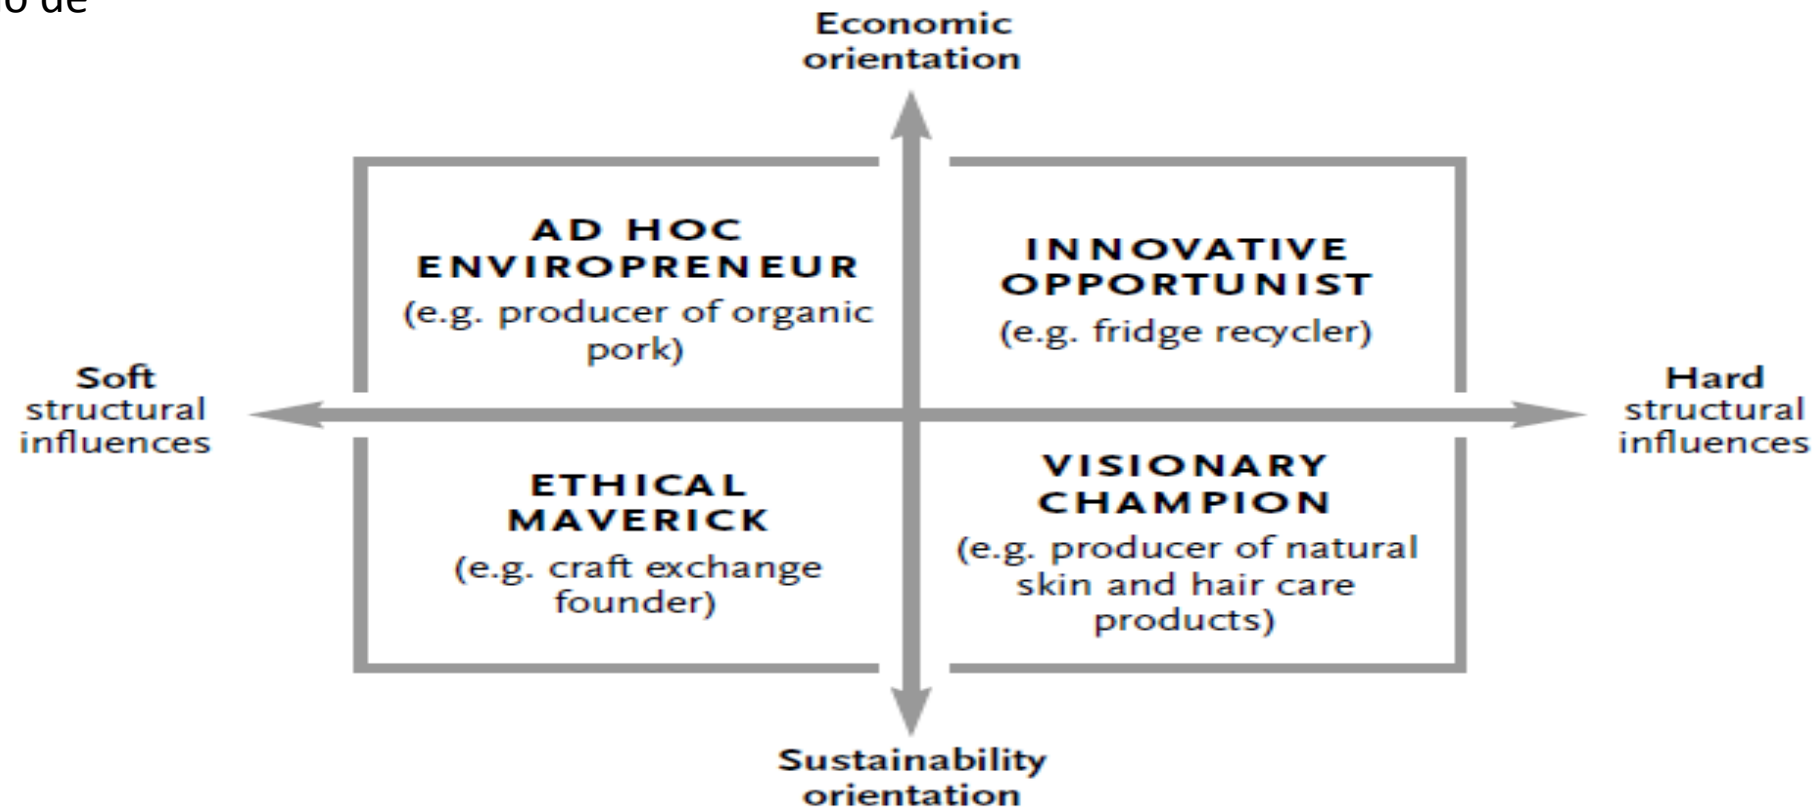 de
Economic
orientation
AD HOC
ENVIROPRENEUR
(e.g. producer of organic
pork)
INNOVATIVE
OPPORTUNIST
(e.g. fridge recycler)
Soft
structural
influences
Hard
structural
influences
ETHICAL
MAVERICK
(e.g. craft exchange
founder)
VISIONARY
CHAMPION
(e.g. producer of natural
skin and hair care
products)
Sustainability
orientation